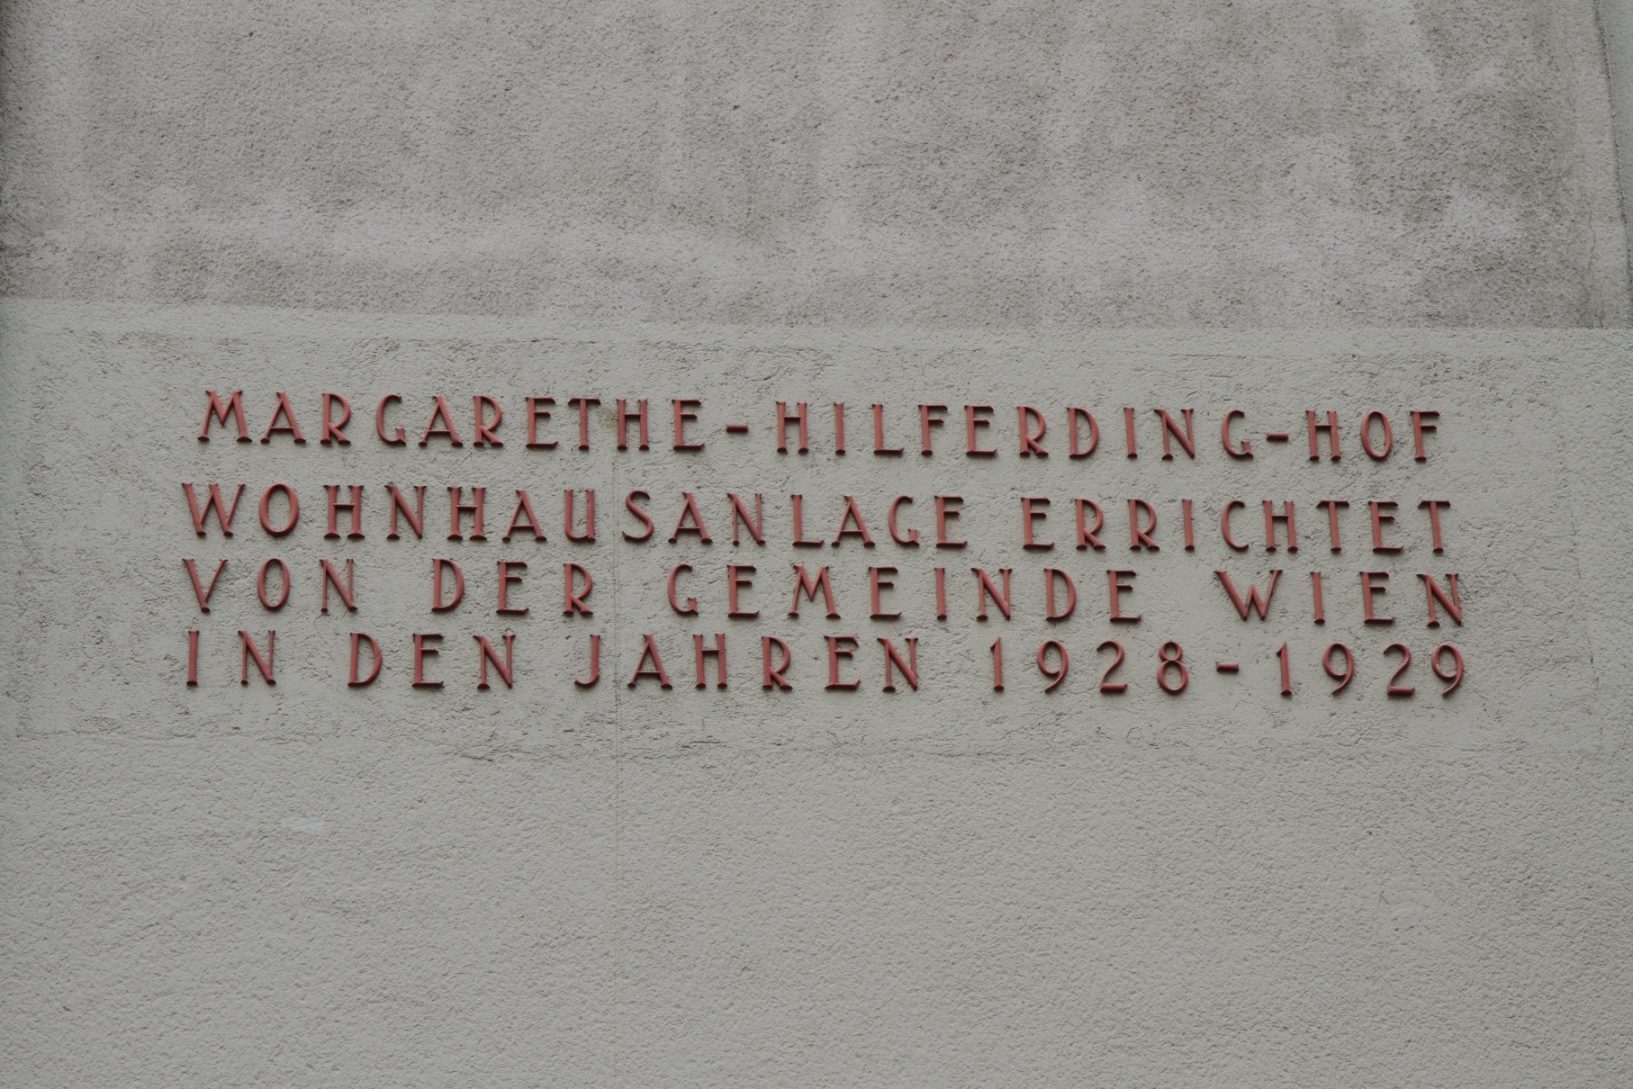 MARGARETHE-HILFERDING-HOF
WOHNHAUSANLAGE ERRICHTET
VON DER GEMEINDE WIEN
IN DEN JAHREN 1928-1929